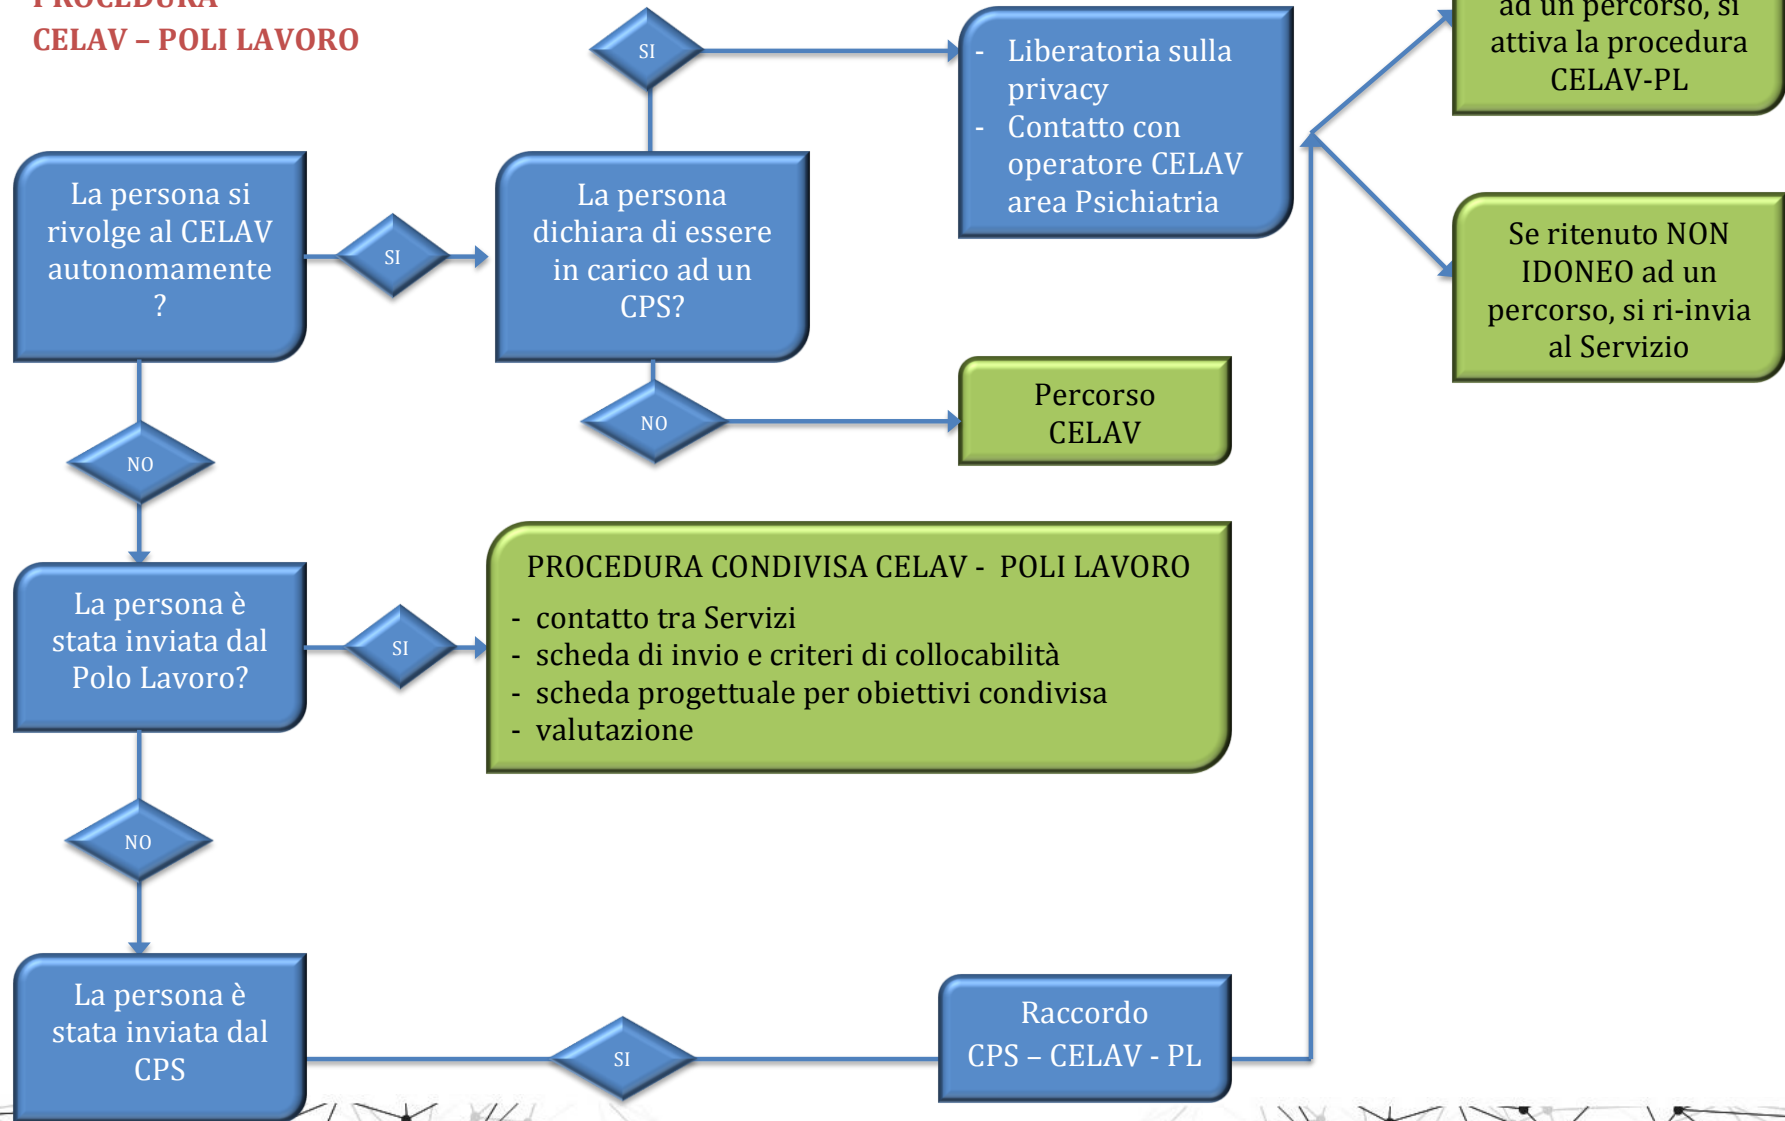 PROCEDURA
CELAV – POLI LAVORO
SI
- Liberatoria sulla
privacy
- Contatto con
operatore CELAV
area Psichiatria
ad un percorso, si
attiva la procedura
CELAV-PL
La persona si
rivolge al CELAV
autonomamente
?
SI
La persona
dichiara di essere
in carico ad un
CPS?
Se ritenuto NON
IDONEO ad un
percorso, si ri-invia
al Servizio
NO
NO
Percorso
CELAV
La persona è
stata inviata dal
Polo Lavoro?
SI
PROCEDURA CONDIVISA CELAV - POLI LAVORO
- contatto tra Servizi
- scheda di invio e criteri di collocabilità
- scheda progettuale per obiettivi condivisa
- valutazione
NO
La persona è
stata inviata dal
CPS
SI
Raccordo
CPS – CELAV - PL